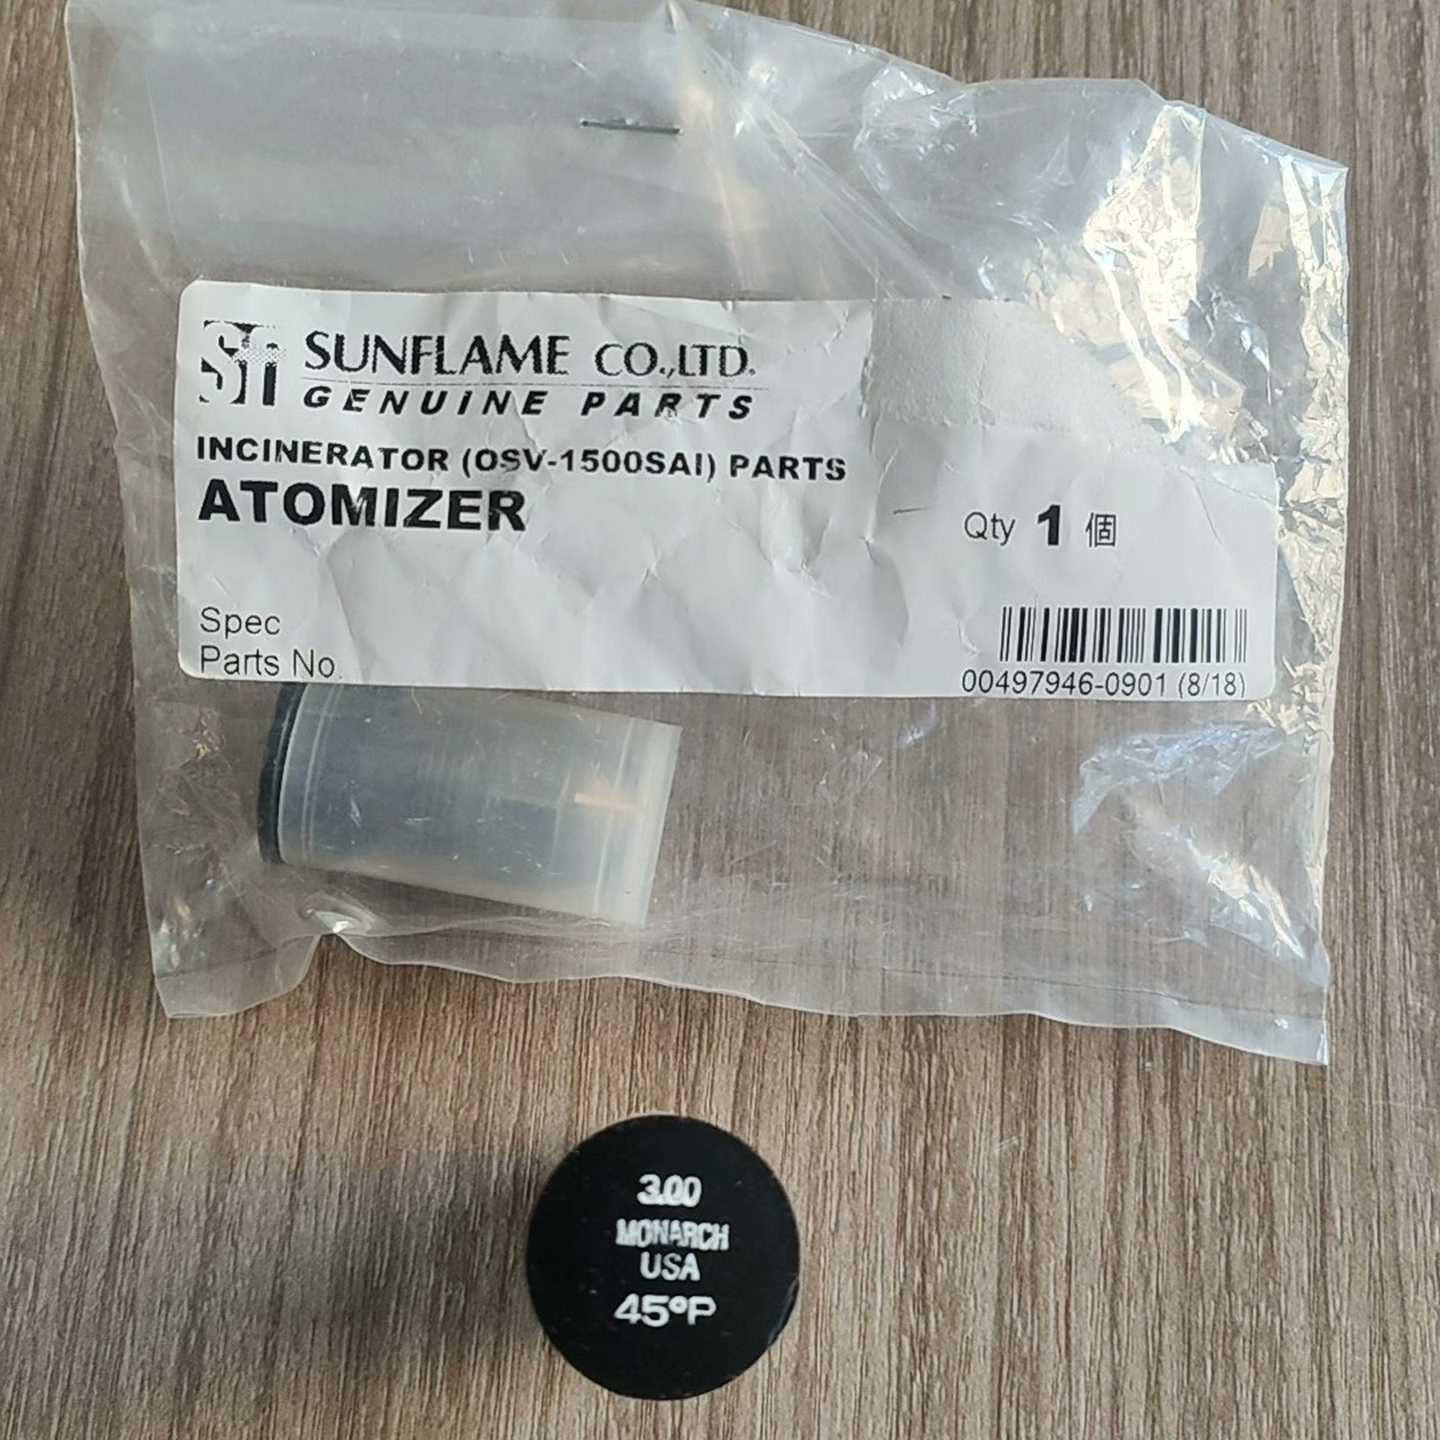 Sfi SUNFLAME CO.,LTD.
GENUINE PARTS
INCINERATOR (OSV-1500SAI) PARTS
ATOMIZER
Qty 1 個
Spec
Parts No.
00497946-0901 (8/18)
3.00
MONARCH
USA
45°P